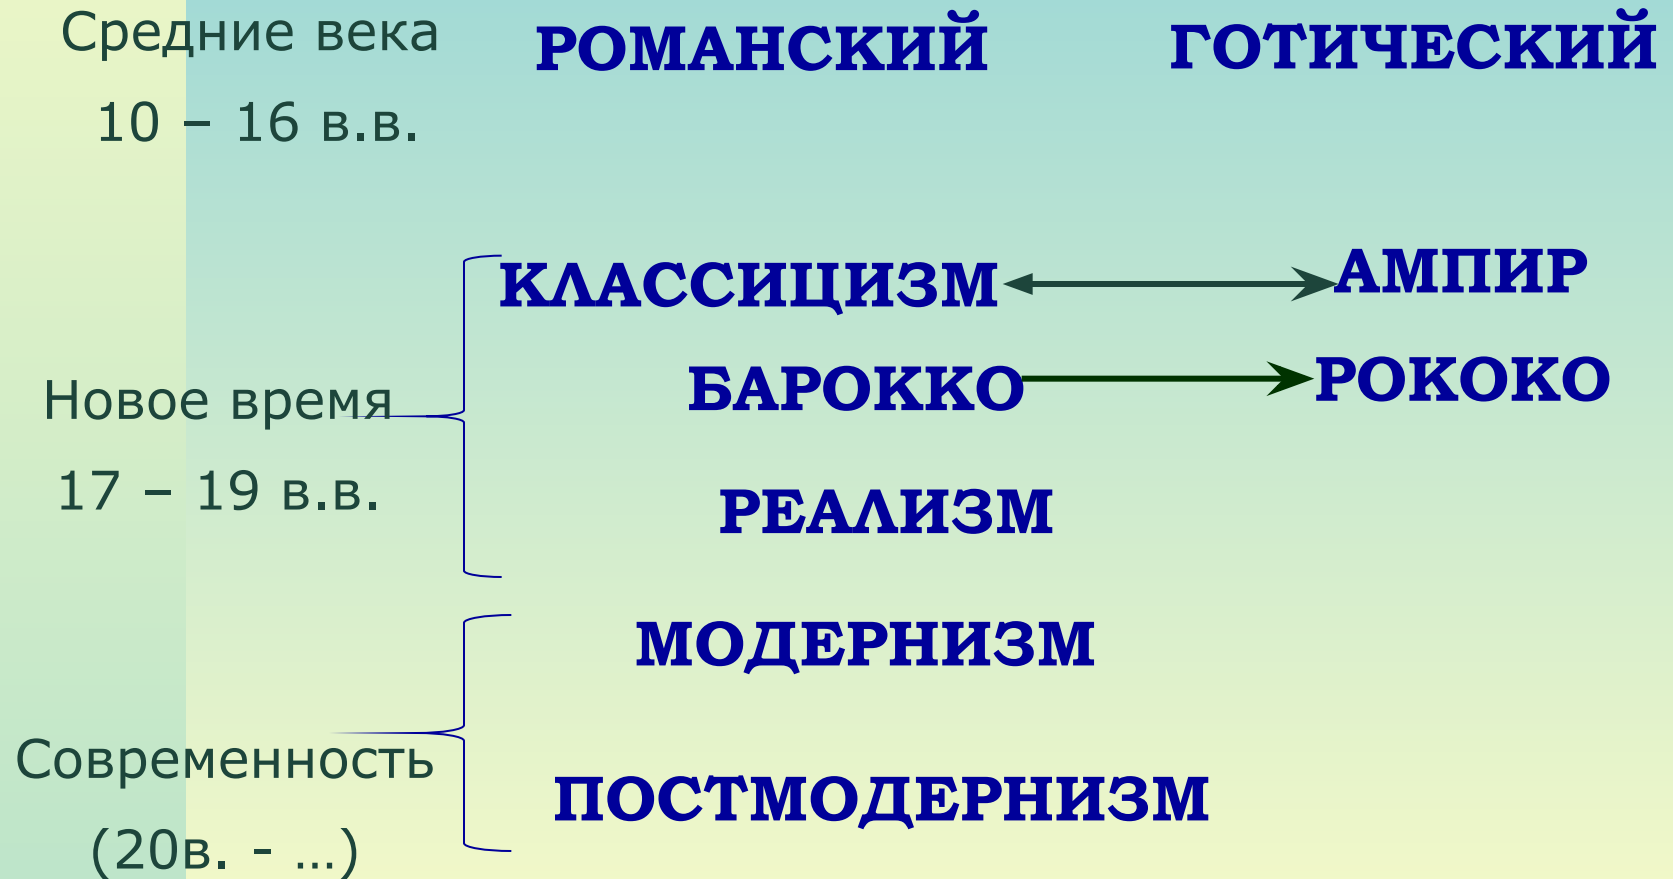 Средние века
10 – 16 в.в.
РОМАНСКИЙ
ГОТИЧЕСКИЙ
Новое время
17 – 19 в.в.
КЛАССИЦИЗМ
АМПИР
БАРОККО
РОКОКО
РЕАЛИЗМ
Современность
(20в. - …)
МОДЕРНИЗМ
ПОСТМОДЕРНИЗМ